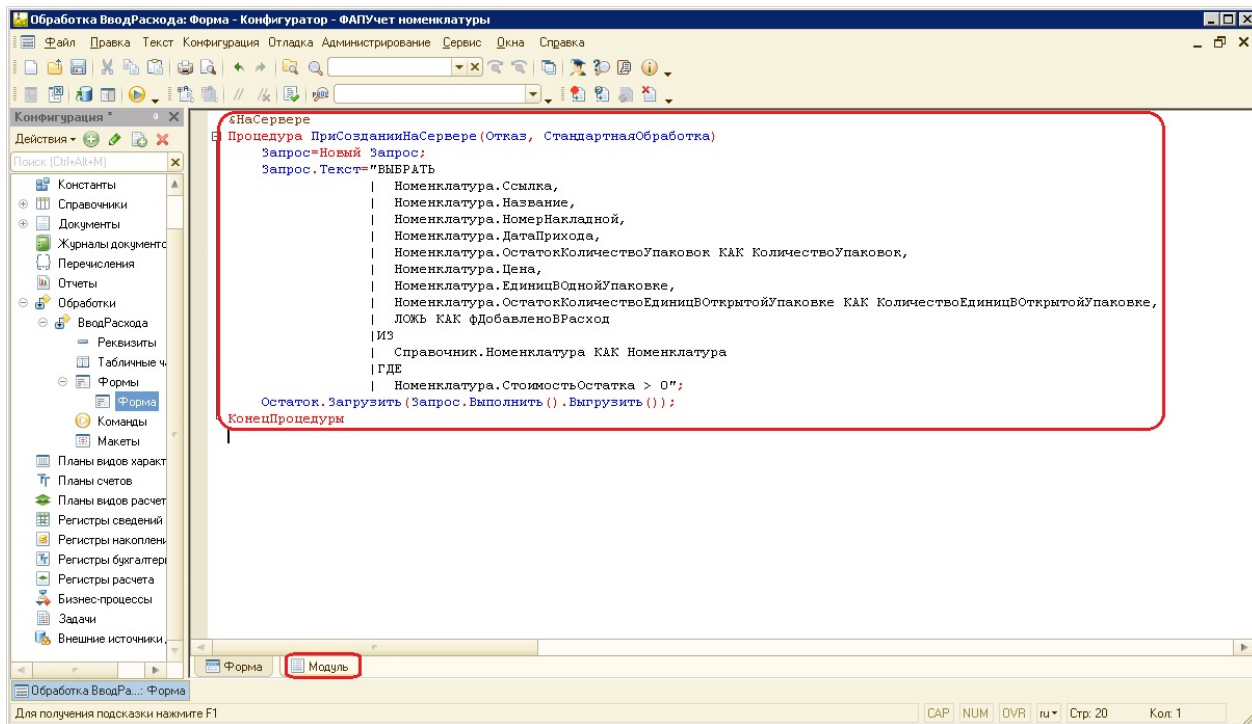 Обработка ВводРасхода: Форма - Конфигуратор - ФАПУчет номенклатуры
Файл Правка Текст Конфигурация Отладка Администрирование Сервис Окна Справка
Конфигурация *
Действия
Поиск (Ctrl+Alt+M)
Константы
Справочники
Документы
Журналы документо
Перечисления
Отчеты
Обработки
ВводРасхода
Реквизиты
Табличные ч
Формы
Форма
Команды
Макеты
Планы видов характ
Планы счетов
Планы видов расчет
Регистры сведений
Регистры накоплени
Регистры бухгалтери
Регистры расчета
Бизнес-процессы
Задачи
Внешние источники
&НаСервере
Процедура ПриСозданииНаСервере(Отказ, СтандартнаяОбработка)
Запрос=Новый Запрос;
Запрос.Текст="ВЫБРАТЬ
| Номенклатура.Ссылка,
| Номенклатура.Название,
| Номенклатура.НомерНакладной,
| Номенклатура.ДатаПрихода,
| Номенклатура.ОстатокКоличествоУпаковок КАК КоличествоУпаковок,
| Номенклатура.Цена,
| Номенклатура.ЕдиницВОднойУпаковке,
| Номенклатура.ОстатокКоличествоЕдиницВОткрытойУпаковке КАК КоличествоЕдиницВОткрытойУпаковке,
| ЛОЖЬ КАК фДобавленоВРасход
|ИЗ
| Справочник.Номенклатура КАК Номенклатура
|ГДЕ
| Номенклатура.СтоимостьОстатка > 0";
Остаток.Загрузить(Запрос.Выполнить().Выгрузить());
КонецПроцедуры
Форма Модуль
Обработка ВводРа...: Форма
Для получения подсказки нажмите F1 CAP NUM OVR ru Стр: 20 Кол: 1